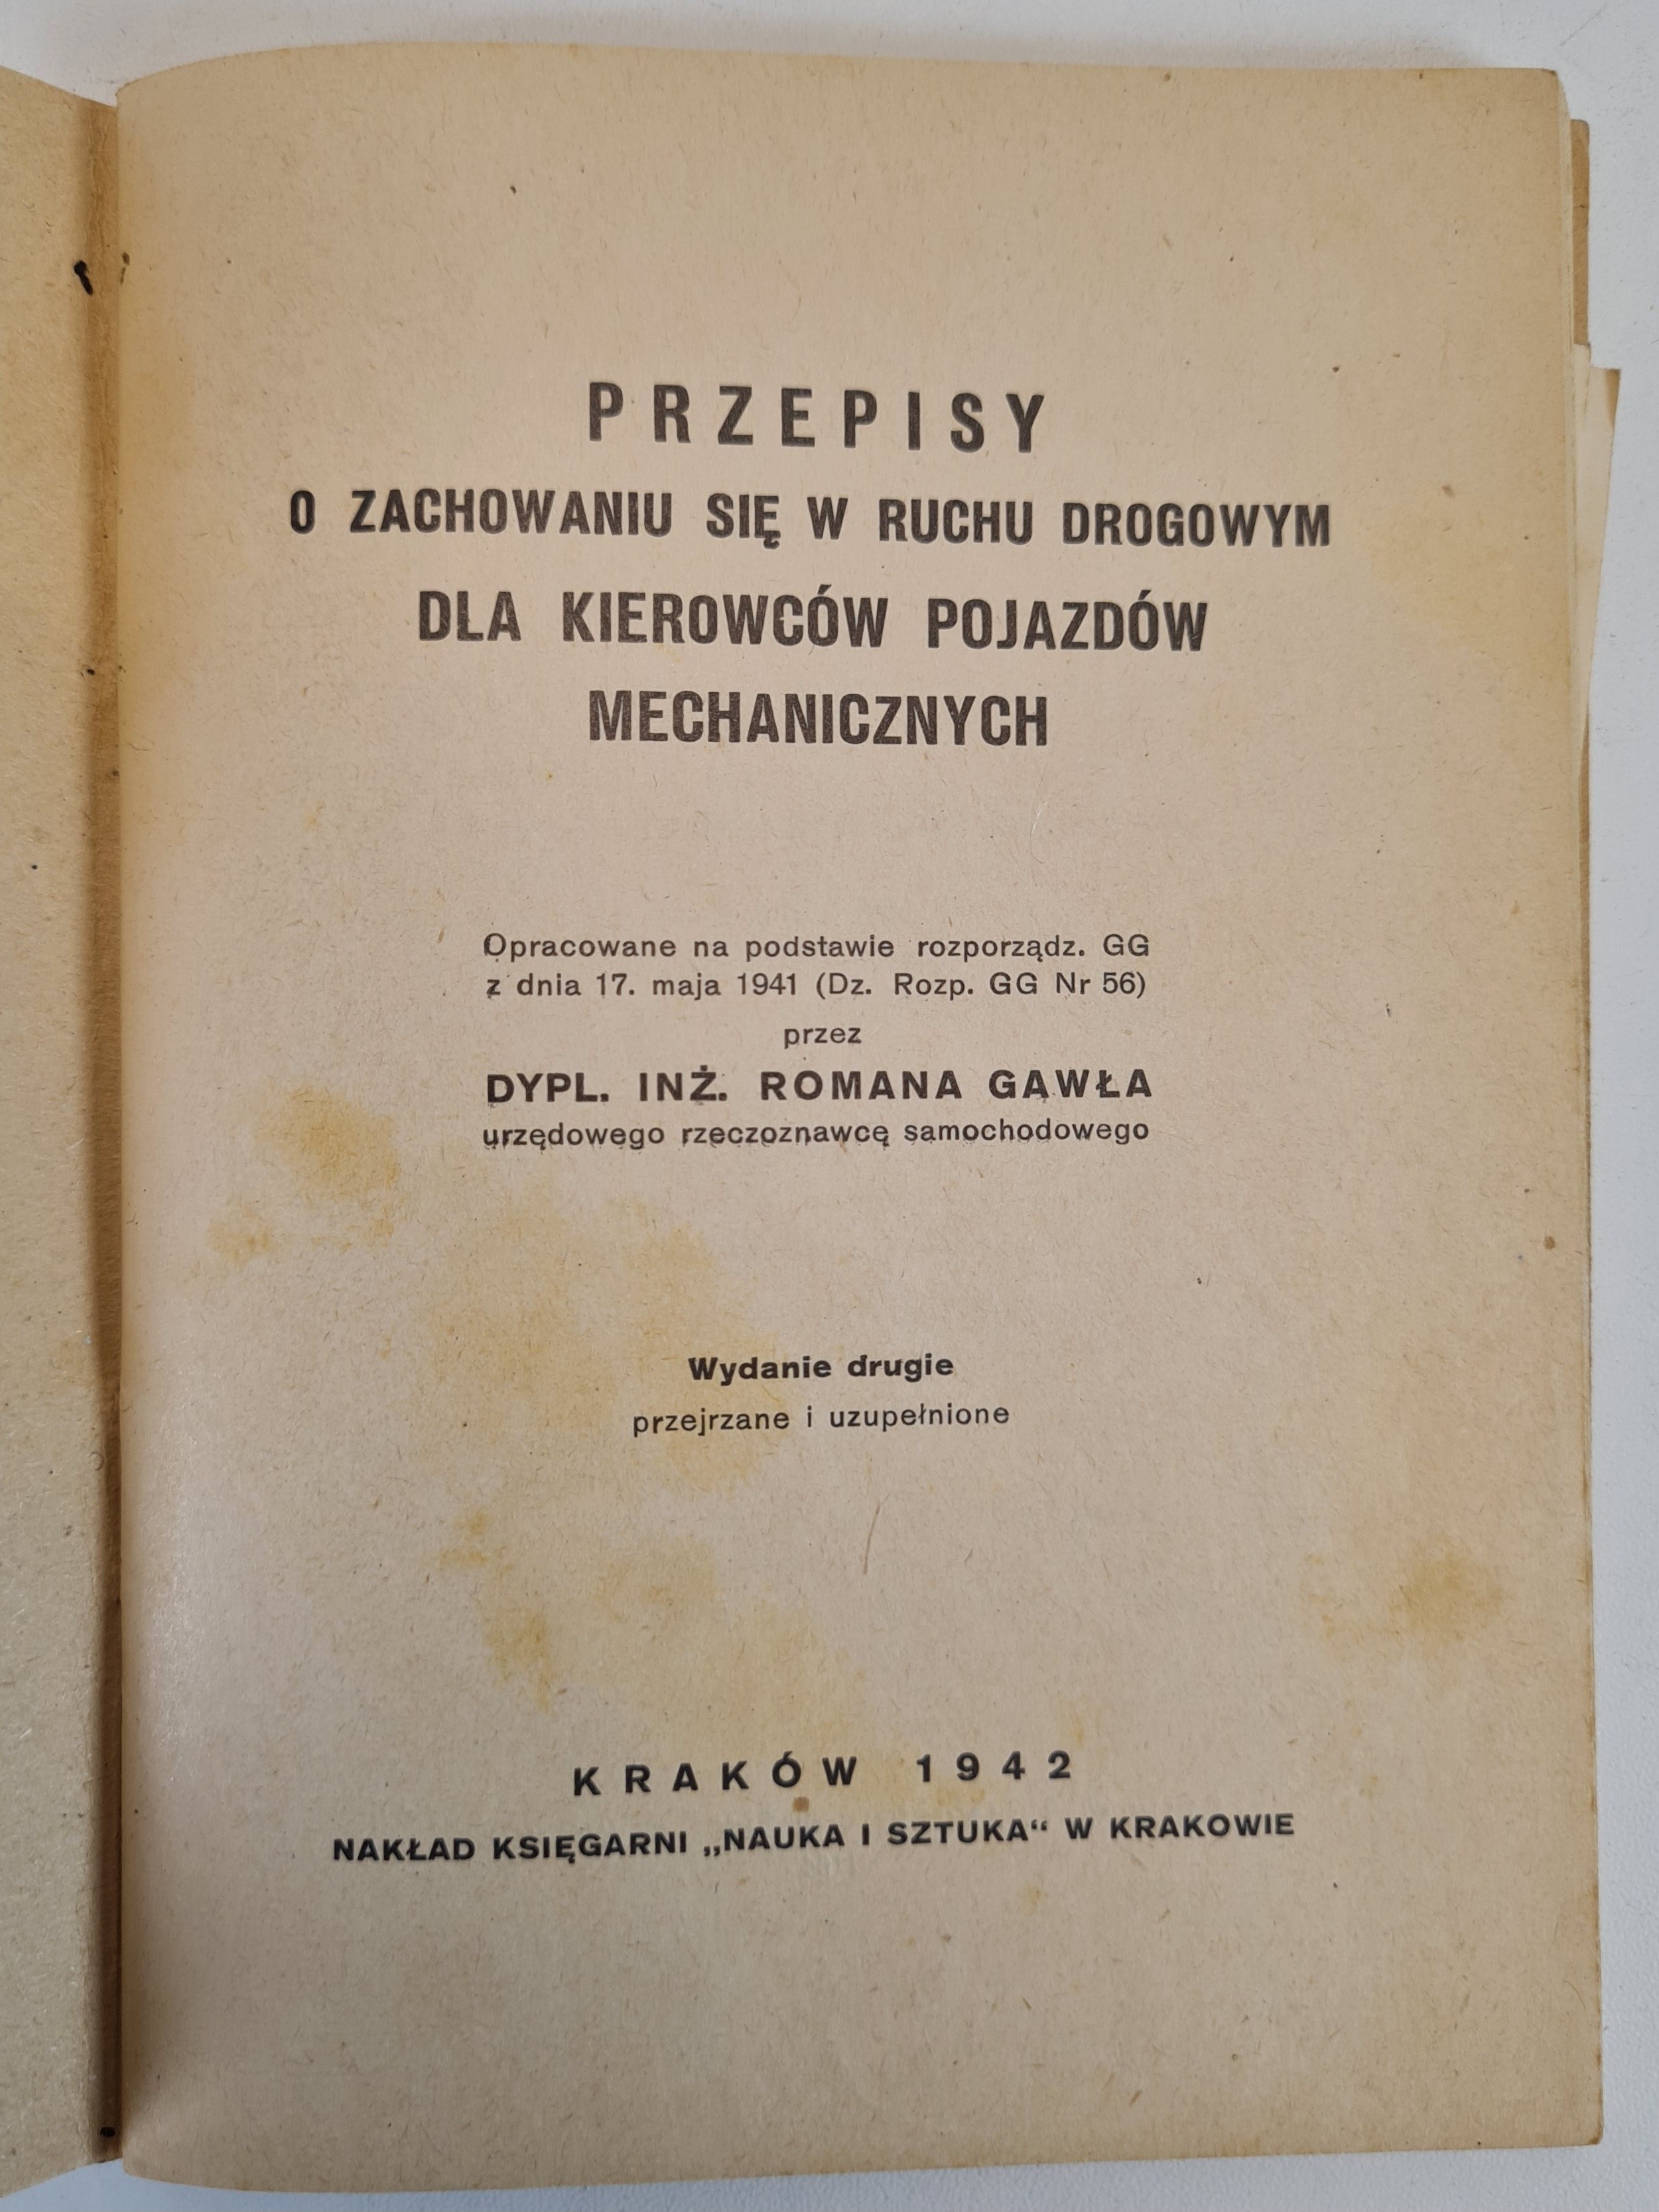 PRZEPISY
O ZACHOWANIU SIĘ W RUCHU DROGOWYM
DLA KIEROWCÓW POJAZDÓW
MECHANICZNYCH
Opracowane na podstawie rozporządz. GG
z dnia 17. maja 1941 (Dz. Rozp. GG Nr 56)
przez
DYPL. INŻ. ROMANA GAWŁA
urzędowego rzeczoznawcę samochodowego
Wydanie drugie
przejrzane i uzupełnione
KRAKÓW 1942
NAKŁAD KSIĘGARNI „NAUKA I SZTUKA“ W KRAKOWIE